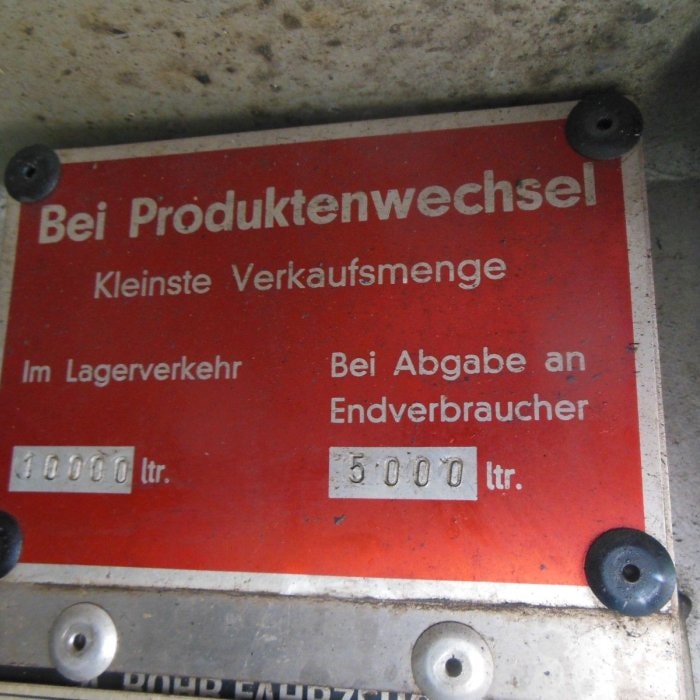 Bei Produktenwechsel
Kleinste Verkaufsmenge
Im Lagerverkehr
10000 ltr.
Bei Abgabe an
Endverbraucher
5000 ltr.